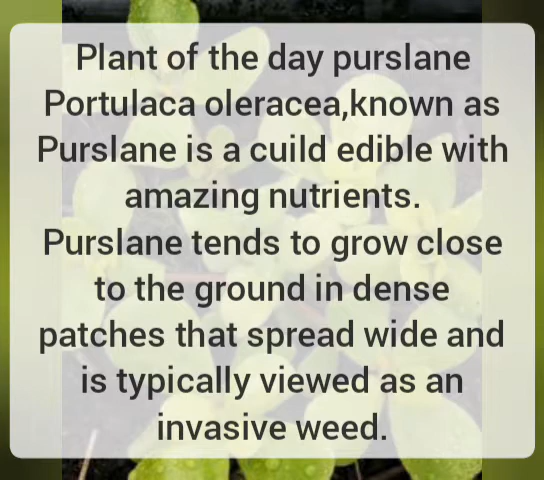 Plant of the day purslane
Portulaca oleracea,known as
Purslane is a cuild edible with
amazing nutrients.
Purslane tends to grow close
to the ground in dense
patches that spread wide and
is typically viewed as an
invasive weed.